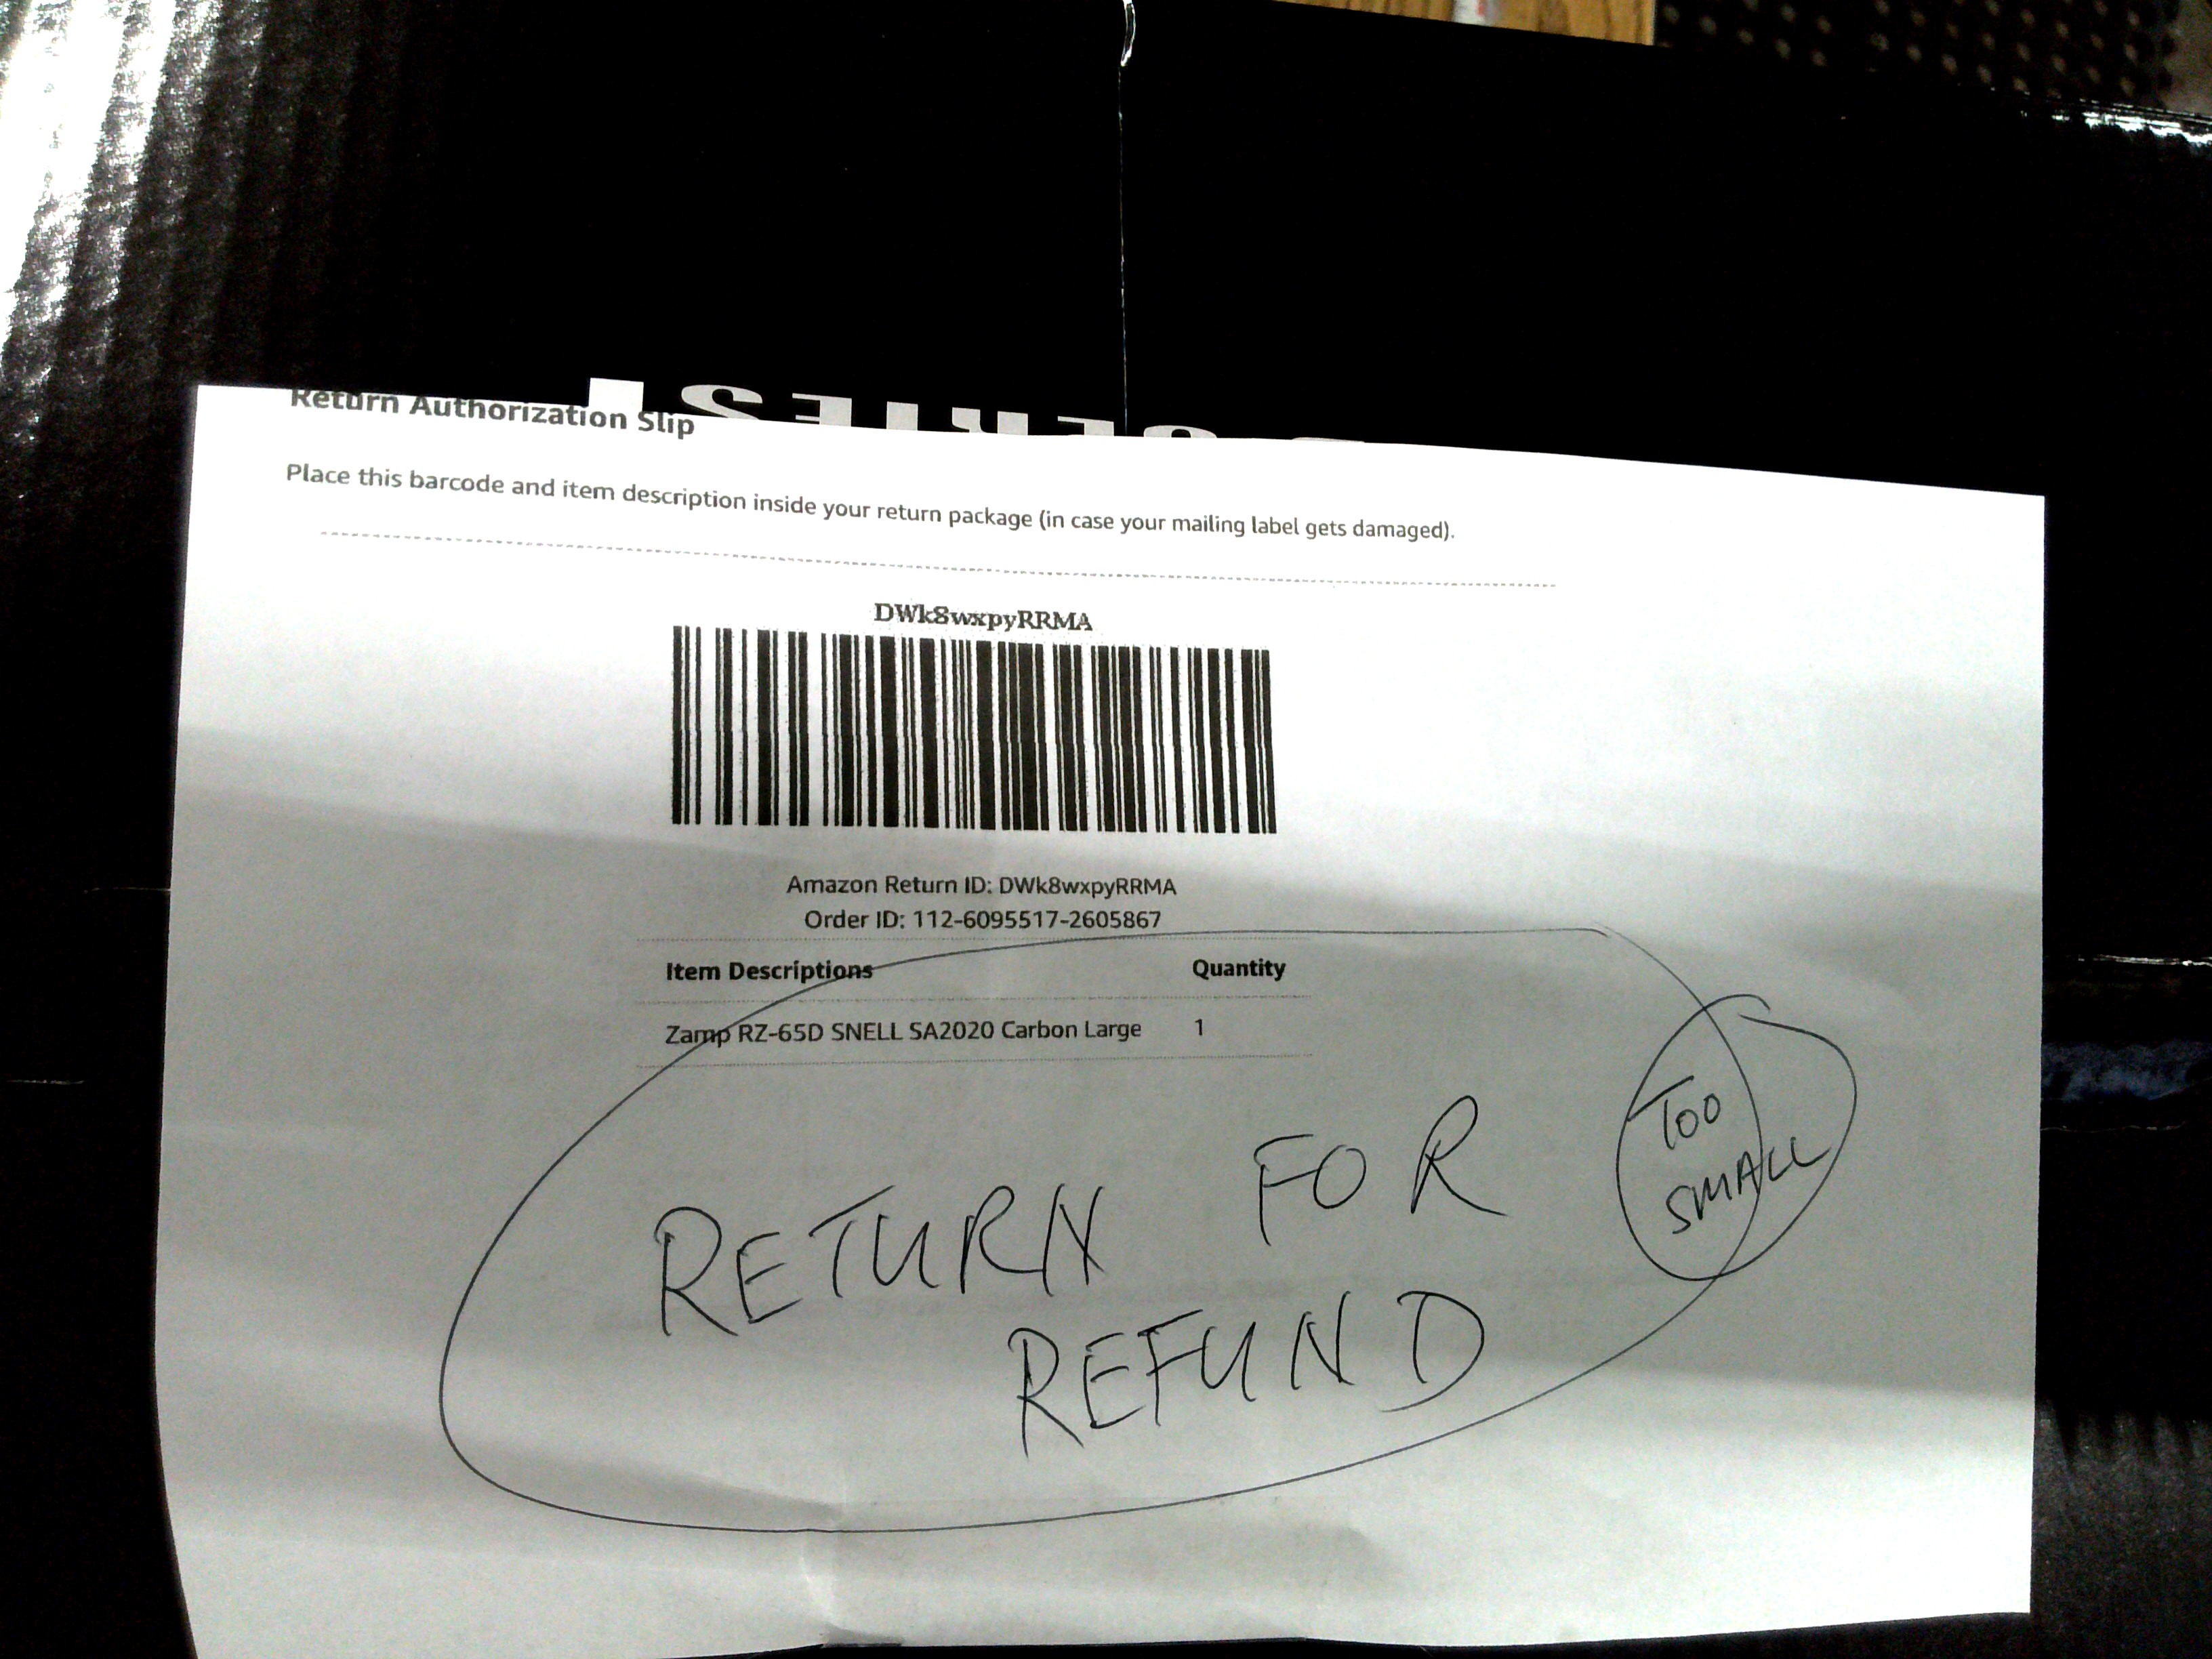 Return Authorization Slip
Place this barcode and item description inside your return package (in case your mailing label gets damaged).
DWk8wxpyRRMA
Amazon Return ID: DWk8wxpyRRMA
Order ID: 112-6095517-2605867
Item Descriptions Quantity
Zamp RZ-65D SNELL SA2020 Carbon Large 1
TOO
SMALL
RETURN FOR
REFUND